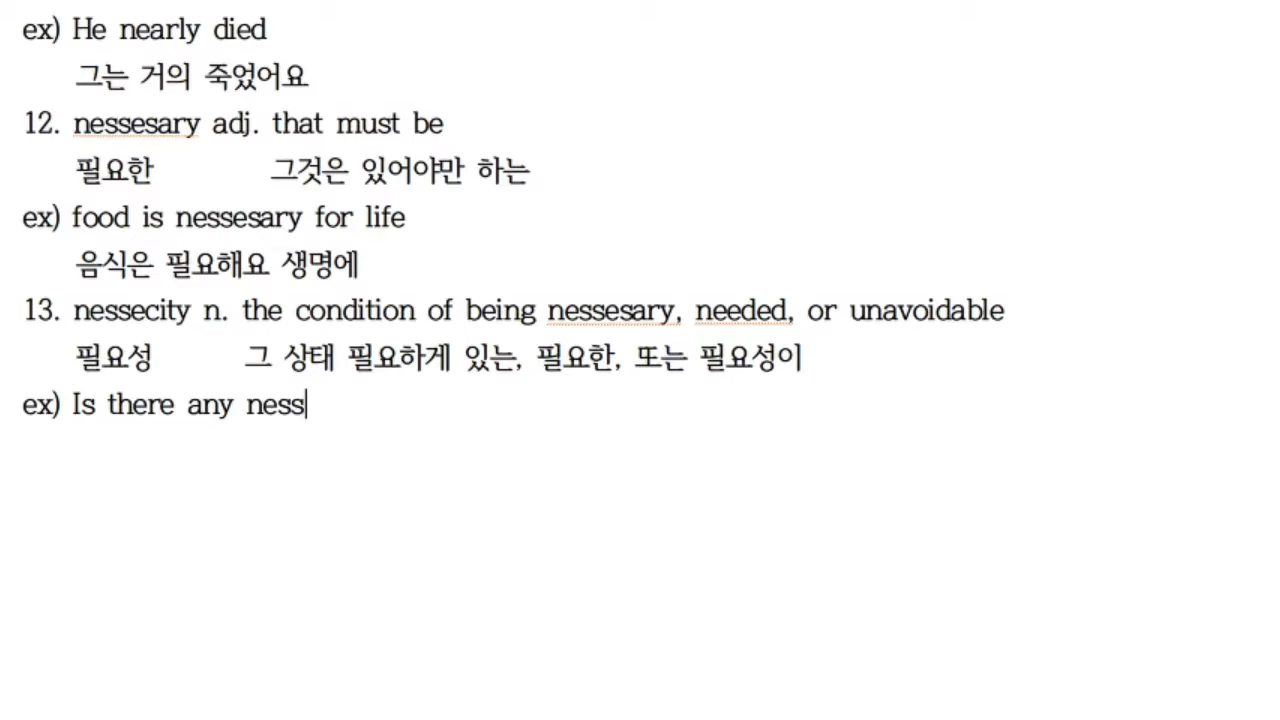 ex) He nearly died
그는 거의 죽었어요
12. nessesary adj. that must be
필요한 그것은 있어야만 하는
ex) food is nessesary for life
음식은 필요해요 생명에
13. nessecity n. the condition of being nessesary, needed, or unavoidable
필요성 그 상태 필요하게 있는, 필요한, 또는 필요성이
ex) Is there any ness